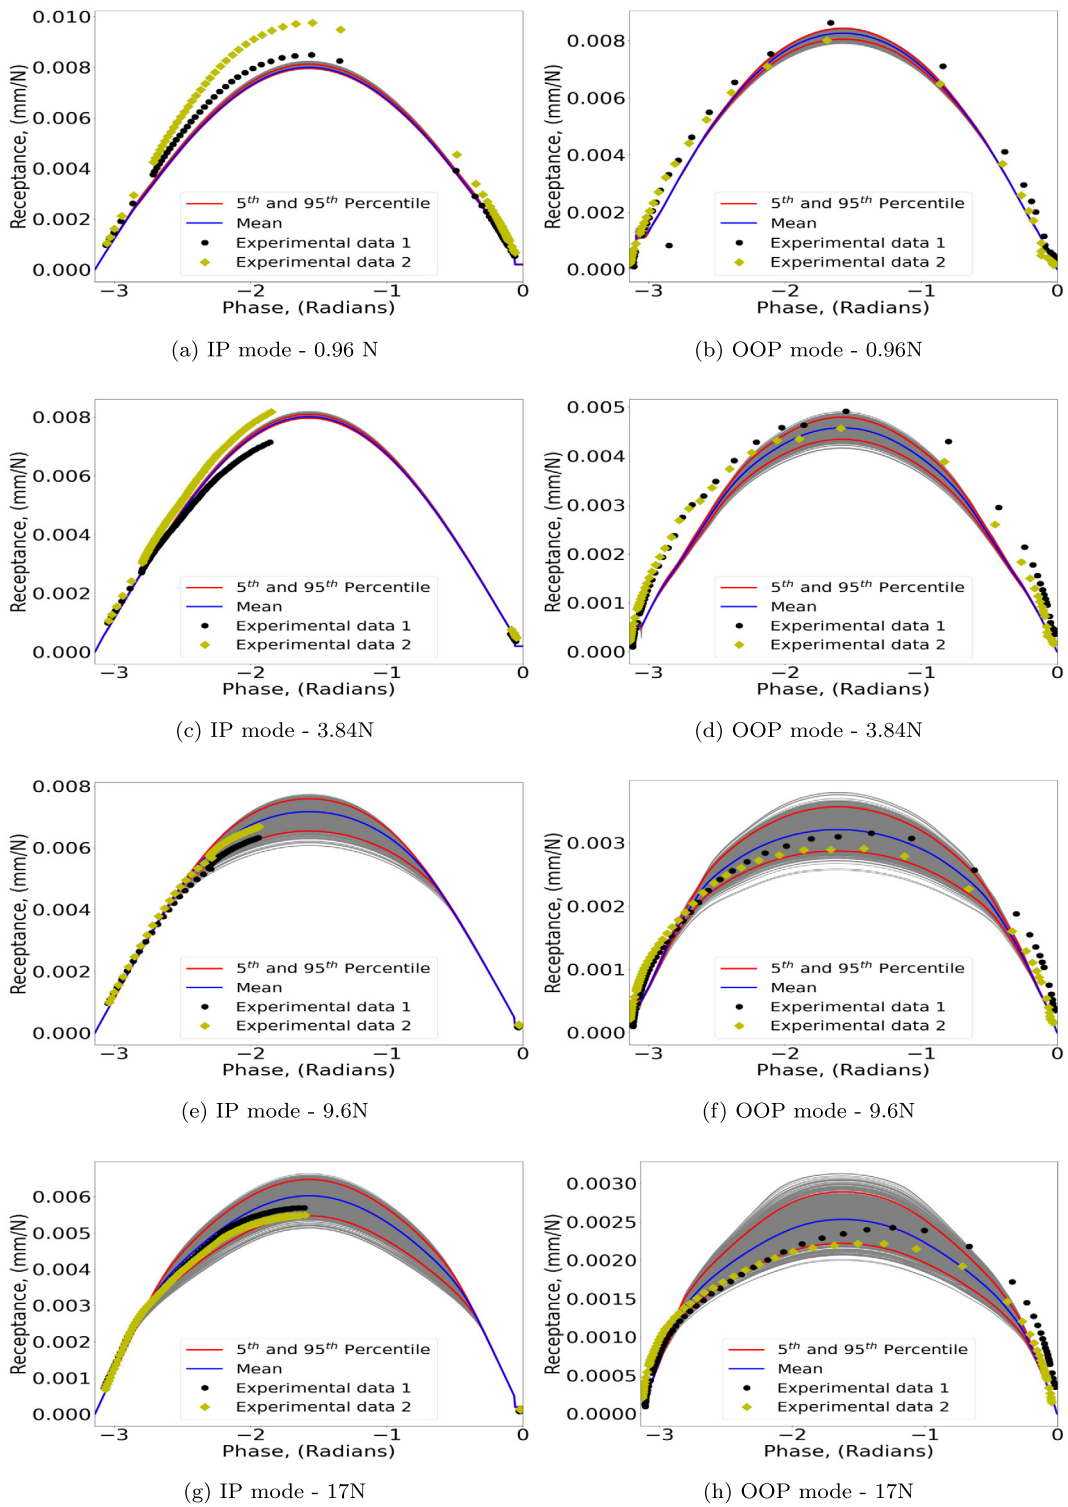 0.010
0.008
0.006
0.004
0.002
0.000
Receptance, (mm/N)
5th and 95th Percentile
Mean
Experimental data 1
Experimental data 2
−3 −2 −1 0
Phase, (Radians)
(a) IP mode - 0.96 N
0.008
0.006
0.004
0.002
0.000
Receptance, (mm/N)
5th and 95th Percentile
Mean
Experimental data 1
Experimental data 2
−3 −2 −1 0
Phase, (Radians)
(b) OOP mode - 0.96N
0.008
0.006
0.004
0.002
0.000
Receptance, (mm/N)
5th and 95th Percentile
Mean
Experimental data 1
Experimental data 2
−3 −2 −1 0
Phase, (Radians)
(c) IP mode - 3.84N
0.005
0.004
0.003
0.002
0.001
0.000
Receptance, (mm/N)
5th and 95th Percentile
Mean
Experimental data 1
Experimental data 2
−3 −2 −1 0
Phase, (Radians)
(d) OOP mode - 3.84N
0.008
0.006
0.004
0.002
0.000
Receptance, (mm/N)
5th and 95th Percentile
Mean
Experimental data 1
Experimental data 2
−3 −2 −1 0
Phase, (Radians)
(e) IP mode - 9.6N
0.003
0.002
0.001
0.000
Receptance, (mm/N)
5th and 95th Percentile
Mean
Experimental data 1
Experimental data 2
−3 −2 −1 0
Phase, (Radians)
(f) OOP mode - 9.6N
0.006
0.005
0.004
0.003
0.002
0.001
0.000
Receptance, (mm/N)
5th and 95th Percentile
Mean
Experimental data 1
Experimental data 2
−3 −2 −1 0
Phase, (Radians)
(g) IP mode - 17N
0.0030
0.0025
0.0020
0.0015
0.0010
0.0005
0.0000
Receptance, (mm/N)
5th and 95th Percentile
Mean
Experimental data 1
Experimental data 2
−3 −2 −1 0
Phase, (Radians)
(h) OOP mode - 17N